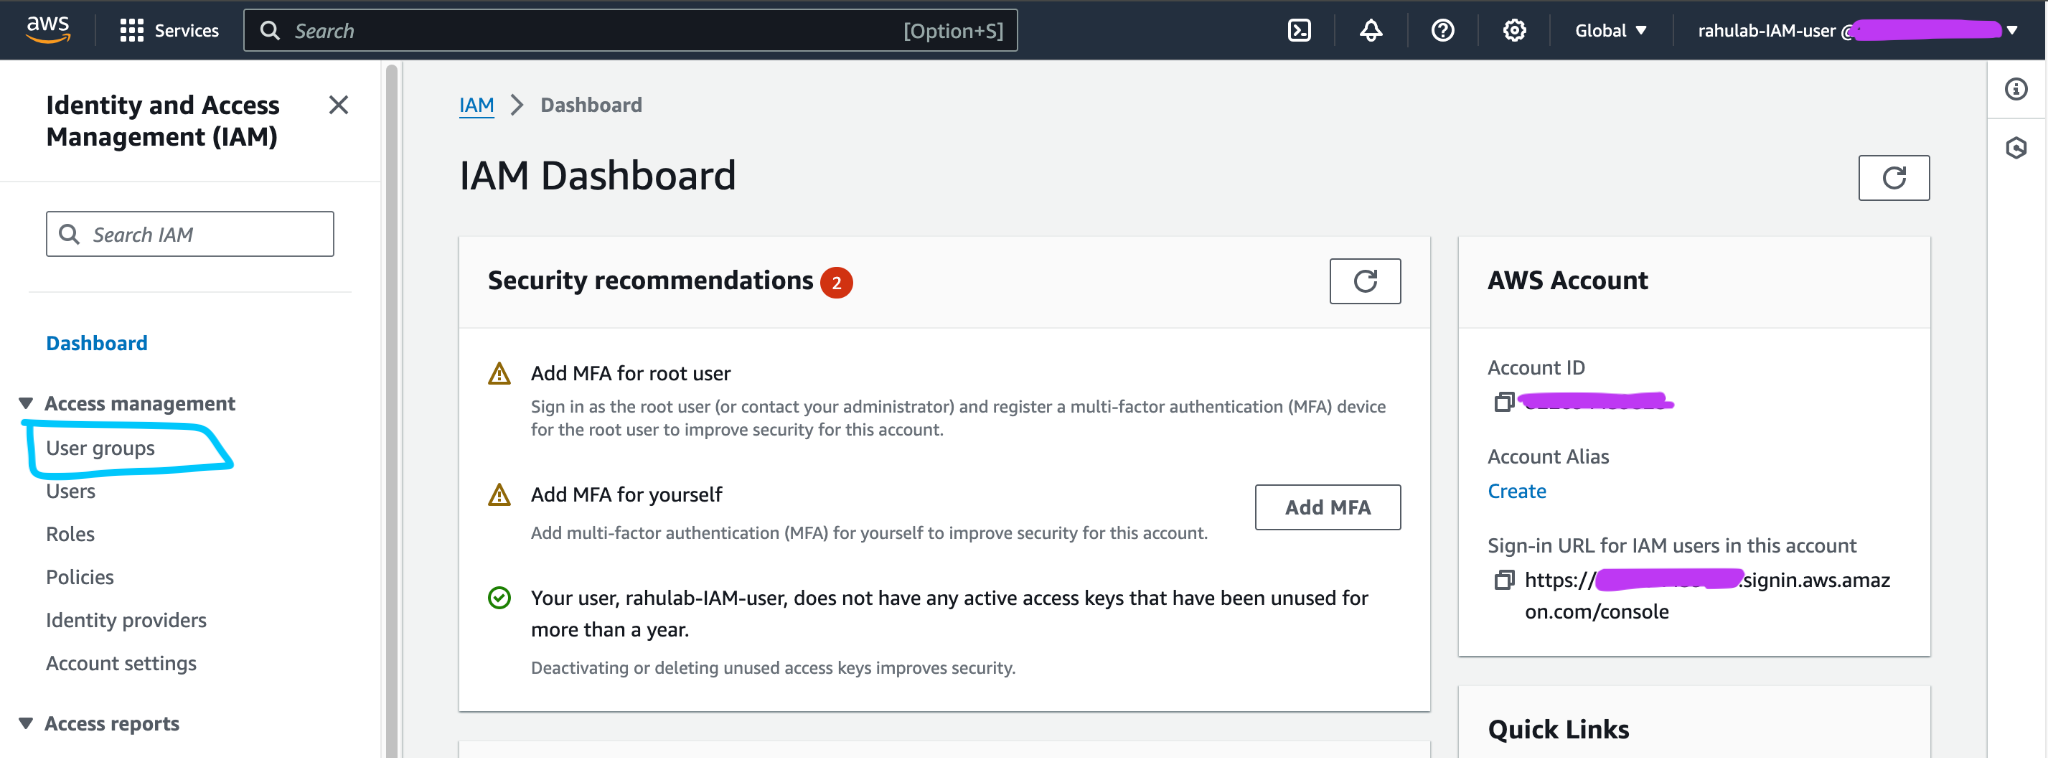 aws
Services
Search
[Option+S]
Global
rahulab-IAM-user @
Identity and Access
Management (IAM)
Search IAM
Dashboard
Access management
User groups
Users
Roles
Policies
Identity providers
Account settings
Access reports
IAM
Dashboard
IAM Dashboard
Security recommendations 2
Add MFA for root user
Sign in as the root user (or contact your administrator) and register a multi-factor authentication (MFA) device
for the root user to improve security for this account.
Add MFA for yourself
Add MFA
Add multi-factor authentication (MFA) for yourself to improve security for this account.
Your user, rahulab-IAM-user, does not have any active access keys that have been unused for
more than a year.
Deactivating or deleting unused access keys improves security.
AWS Account
Account ID
Account Alias
Create
Sign-in URL for IAM users in this account
https:// .signin.aws.amaz
on.com/console
Quick Links